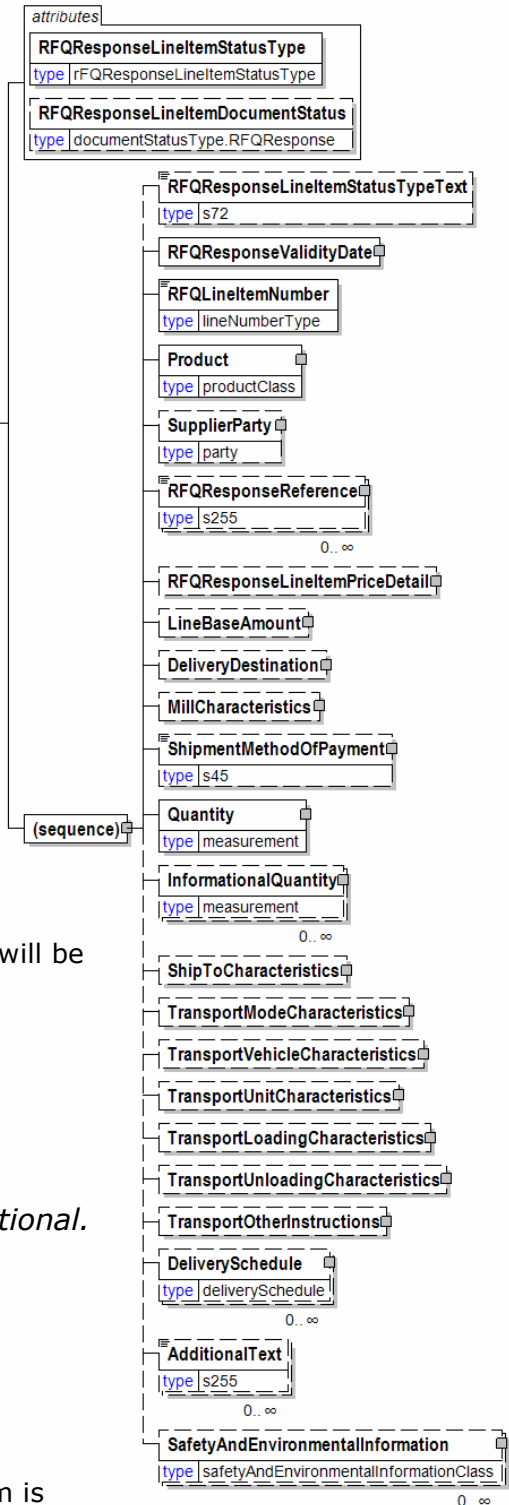 attributes
RFQResponseLineItemStatusType
type rFQResponseLineItemStatusType
RFQResponseLineItemDocumentStatus
type documentStatusType.RFQResponse
RFQResponseLineItemStatusTypeText
type s72
RFQResponseValidityDate
RFQLineItemNumber
type lineNumberType
Product
type productClass
SupplierParty
type party
RFQResponseReference
type s255
0.. ∞
RFQResponseLineItemPriceDetail
LineBaseAmount
DeliveryDestination
MillCharacteristics
ShipmentMethodOfPayment
type s45
(sequence)
Quantity
type measurement
InformationalQuantity
type measurement
0.. ∞
will be
ShipToCharacteristics
TransportModeCharacteristics
TransportVehicleCharacteristics
TransportUnitCharacteristics
TransportLoadingCharacteristics
TransportUnloadingCharacteristics
tional.
TransportOtherInstructions
DeliverySchedule
type deliverySchedule
0.. ∞
AdditionalText
type s255
0.. ∞
SafetyAndEnvironmentalInformation
type safetyAndEnvironmentalInformationClass
n is
0.. ∞